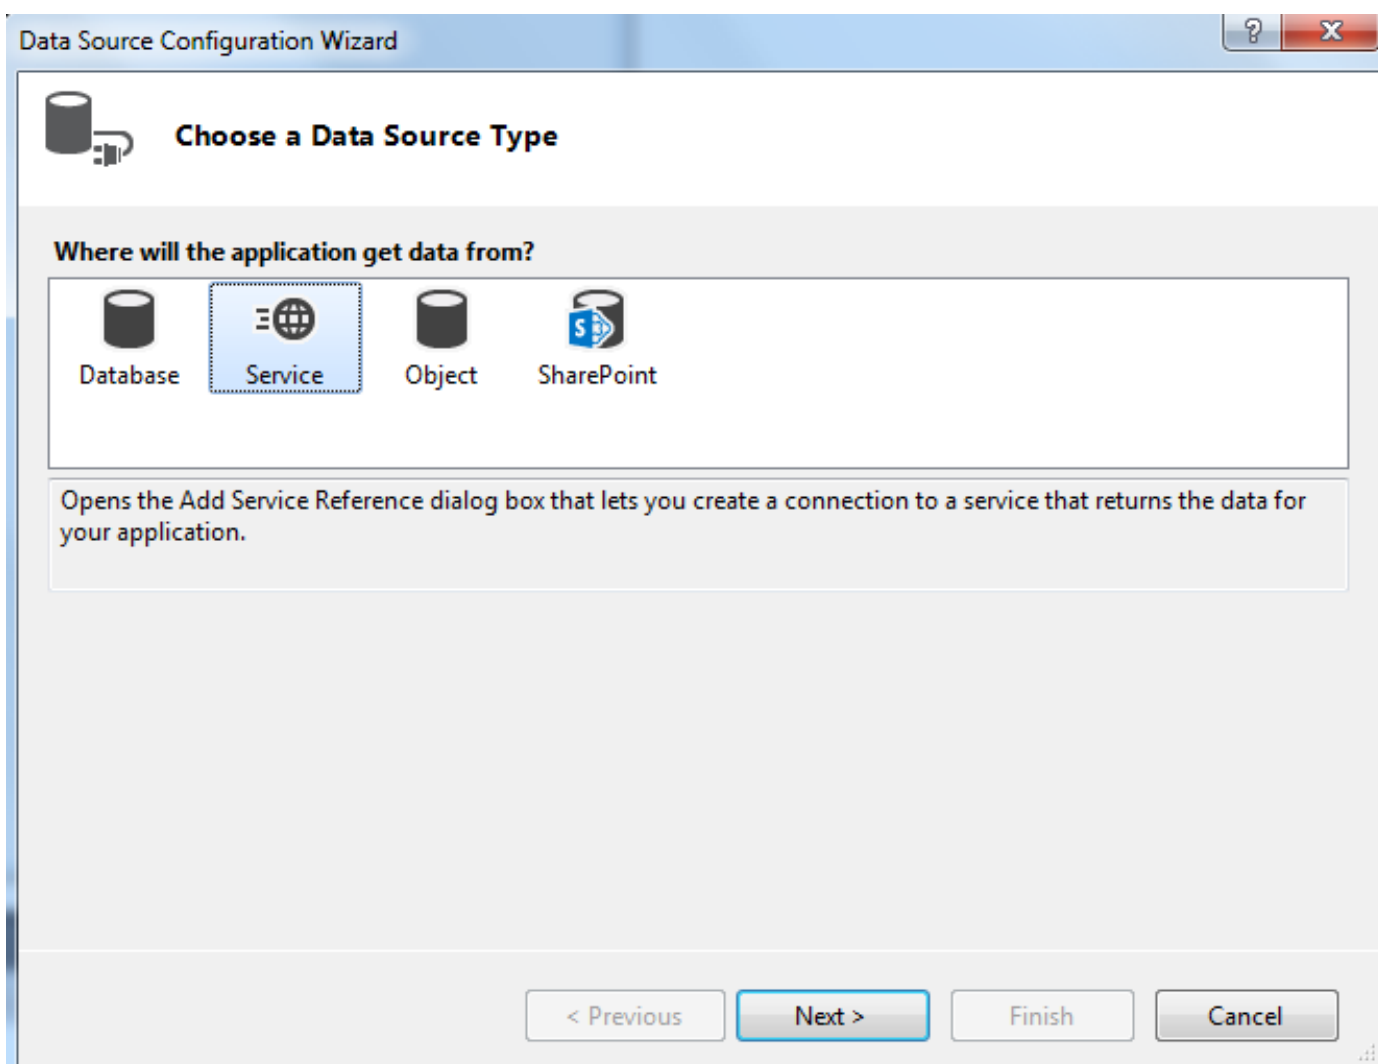 Data Source Configuration Wizard
?
X
Choose a Data Source Type
Where will the application get data from?
Database
Service
Object
S
SharePoint
Opens the Add Service Reference dialog box that lets you create a connection to a service that returns the data for
your application.
< Previous
Next >
Finish
Cancel